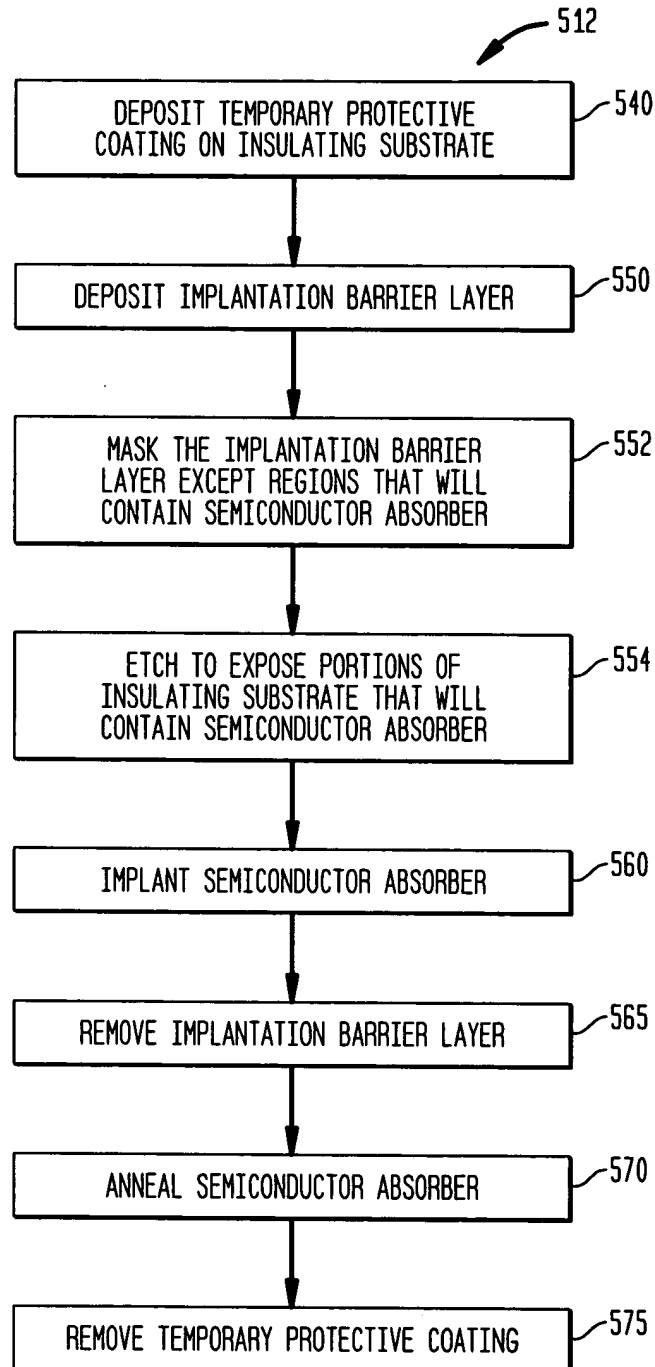 512
DEPOSIT TEMPORARY PROTECTIVE
COATING ON INSULATING SUBSTRATE
540
DEPOSIT IMPLANTATION BARRIER LAYER
550
MASK THE IMPLANTATION BARRIER
LAYER EXCEPT REGIONS THAT WILL
CONTAIN SEMICONDUCTOR ABSORBER
552
ETCH TO EXPOSE PORTIONS OF
INSULATING SUBSTRATE THAT WILL
CONTAIN SEMICONDUCTOR ABSORBER
554
IMPLANT SEMICONDUCTOR ABSORBER
560
REMOVE IMPLANTATION BARRIER LAYER
565
ANNEAL SEMICONDUCTOR ABSORBER
570
REMOVE TEMPORARY PROTECTIVE COATING
575